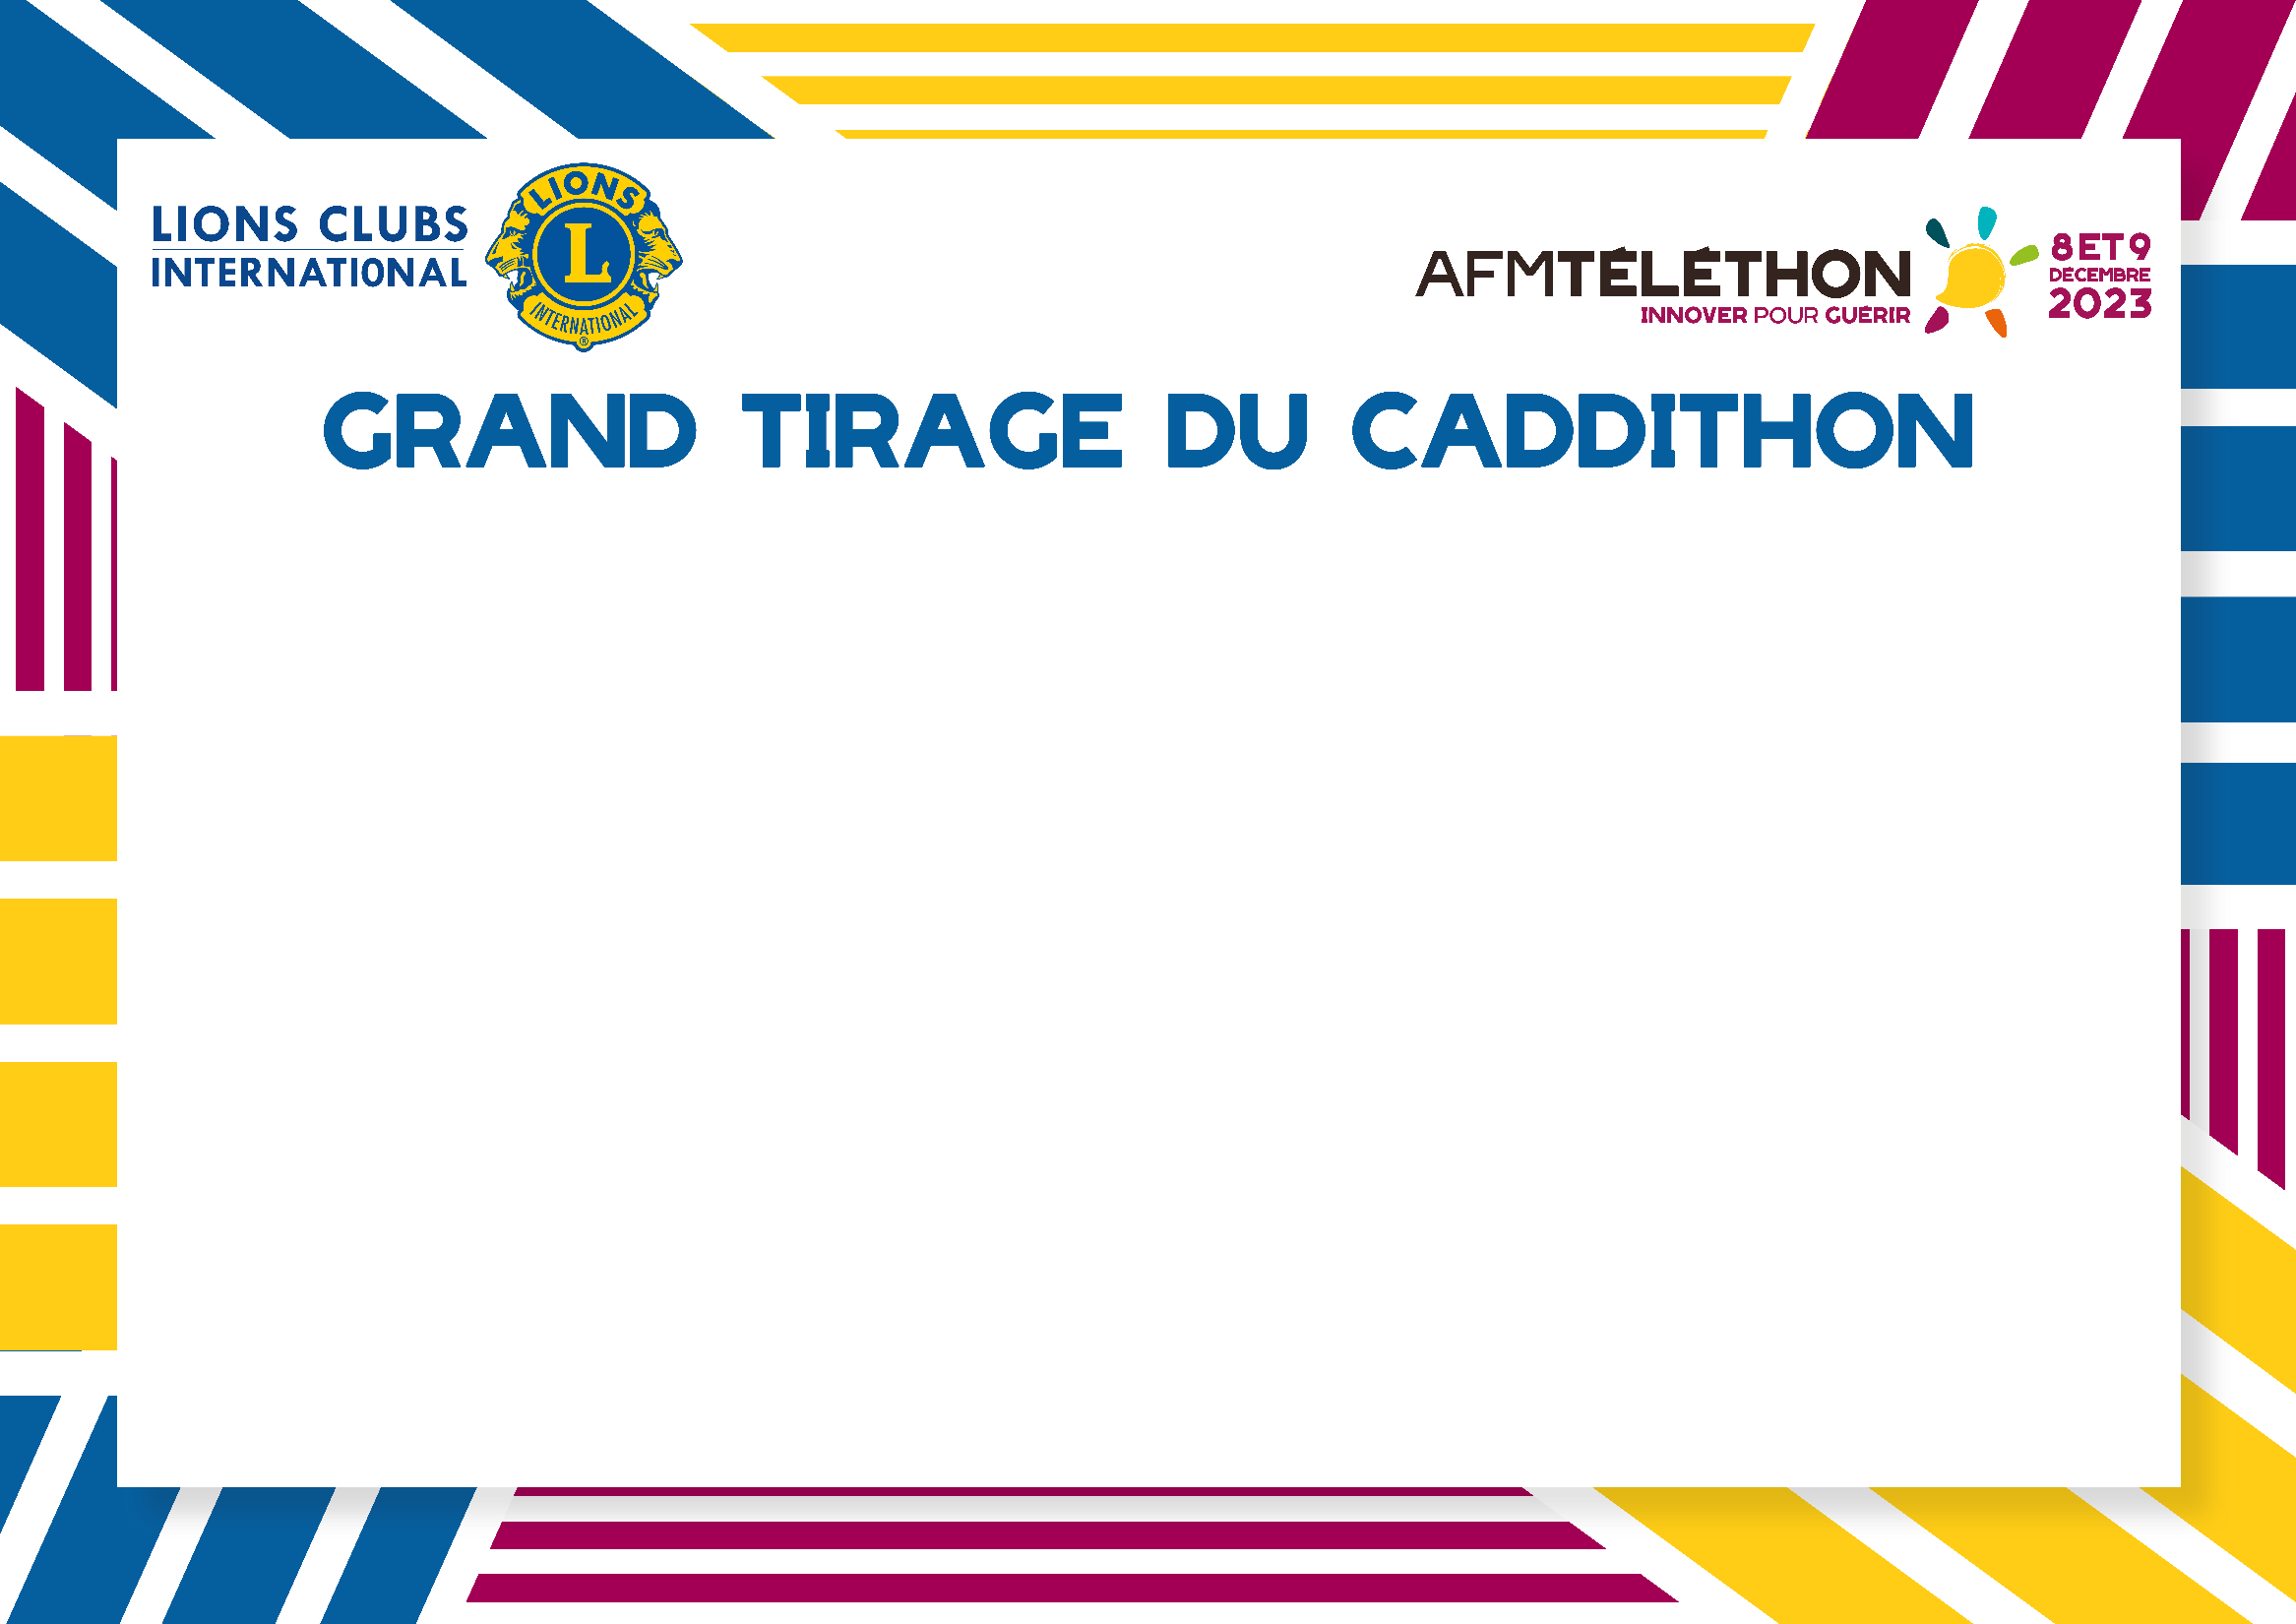 LIONS CLUBS
INTERNATIONAL
LIONS
L
INTERNATIONAL
®
AFMTÉLÉTHON
INNOVER POUR GUÉRIR
8 ET 9
DÉCEMBRE
2023
GRAND TIRAGE DU CADDITHON